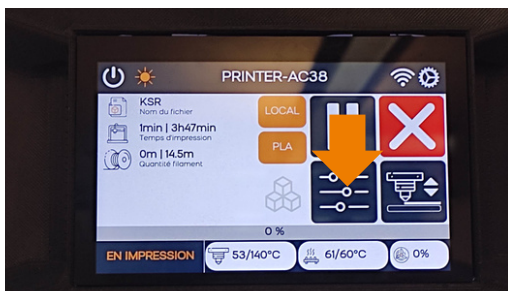 PRINTER-AC38
KSR
Nom du fichier
LOCAL
1min | 3h47min
Temps d'impression
PLA
0m | 14.5m
Quantité filament
0 %
EN IMPRESSION
53/140°C
61/60°C
0%